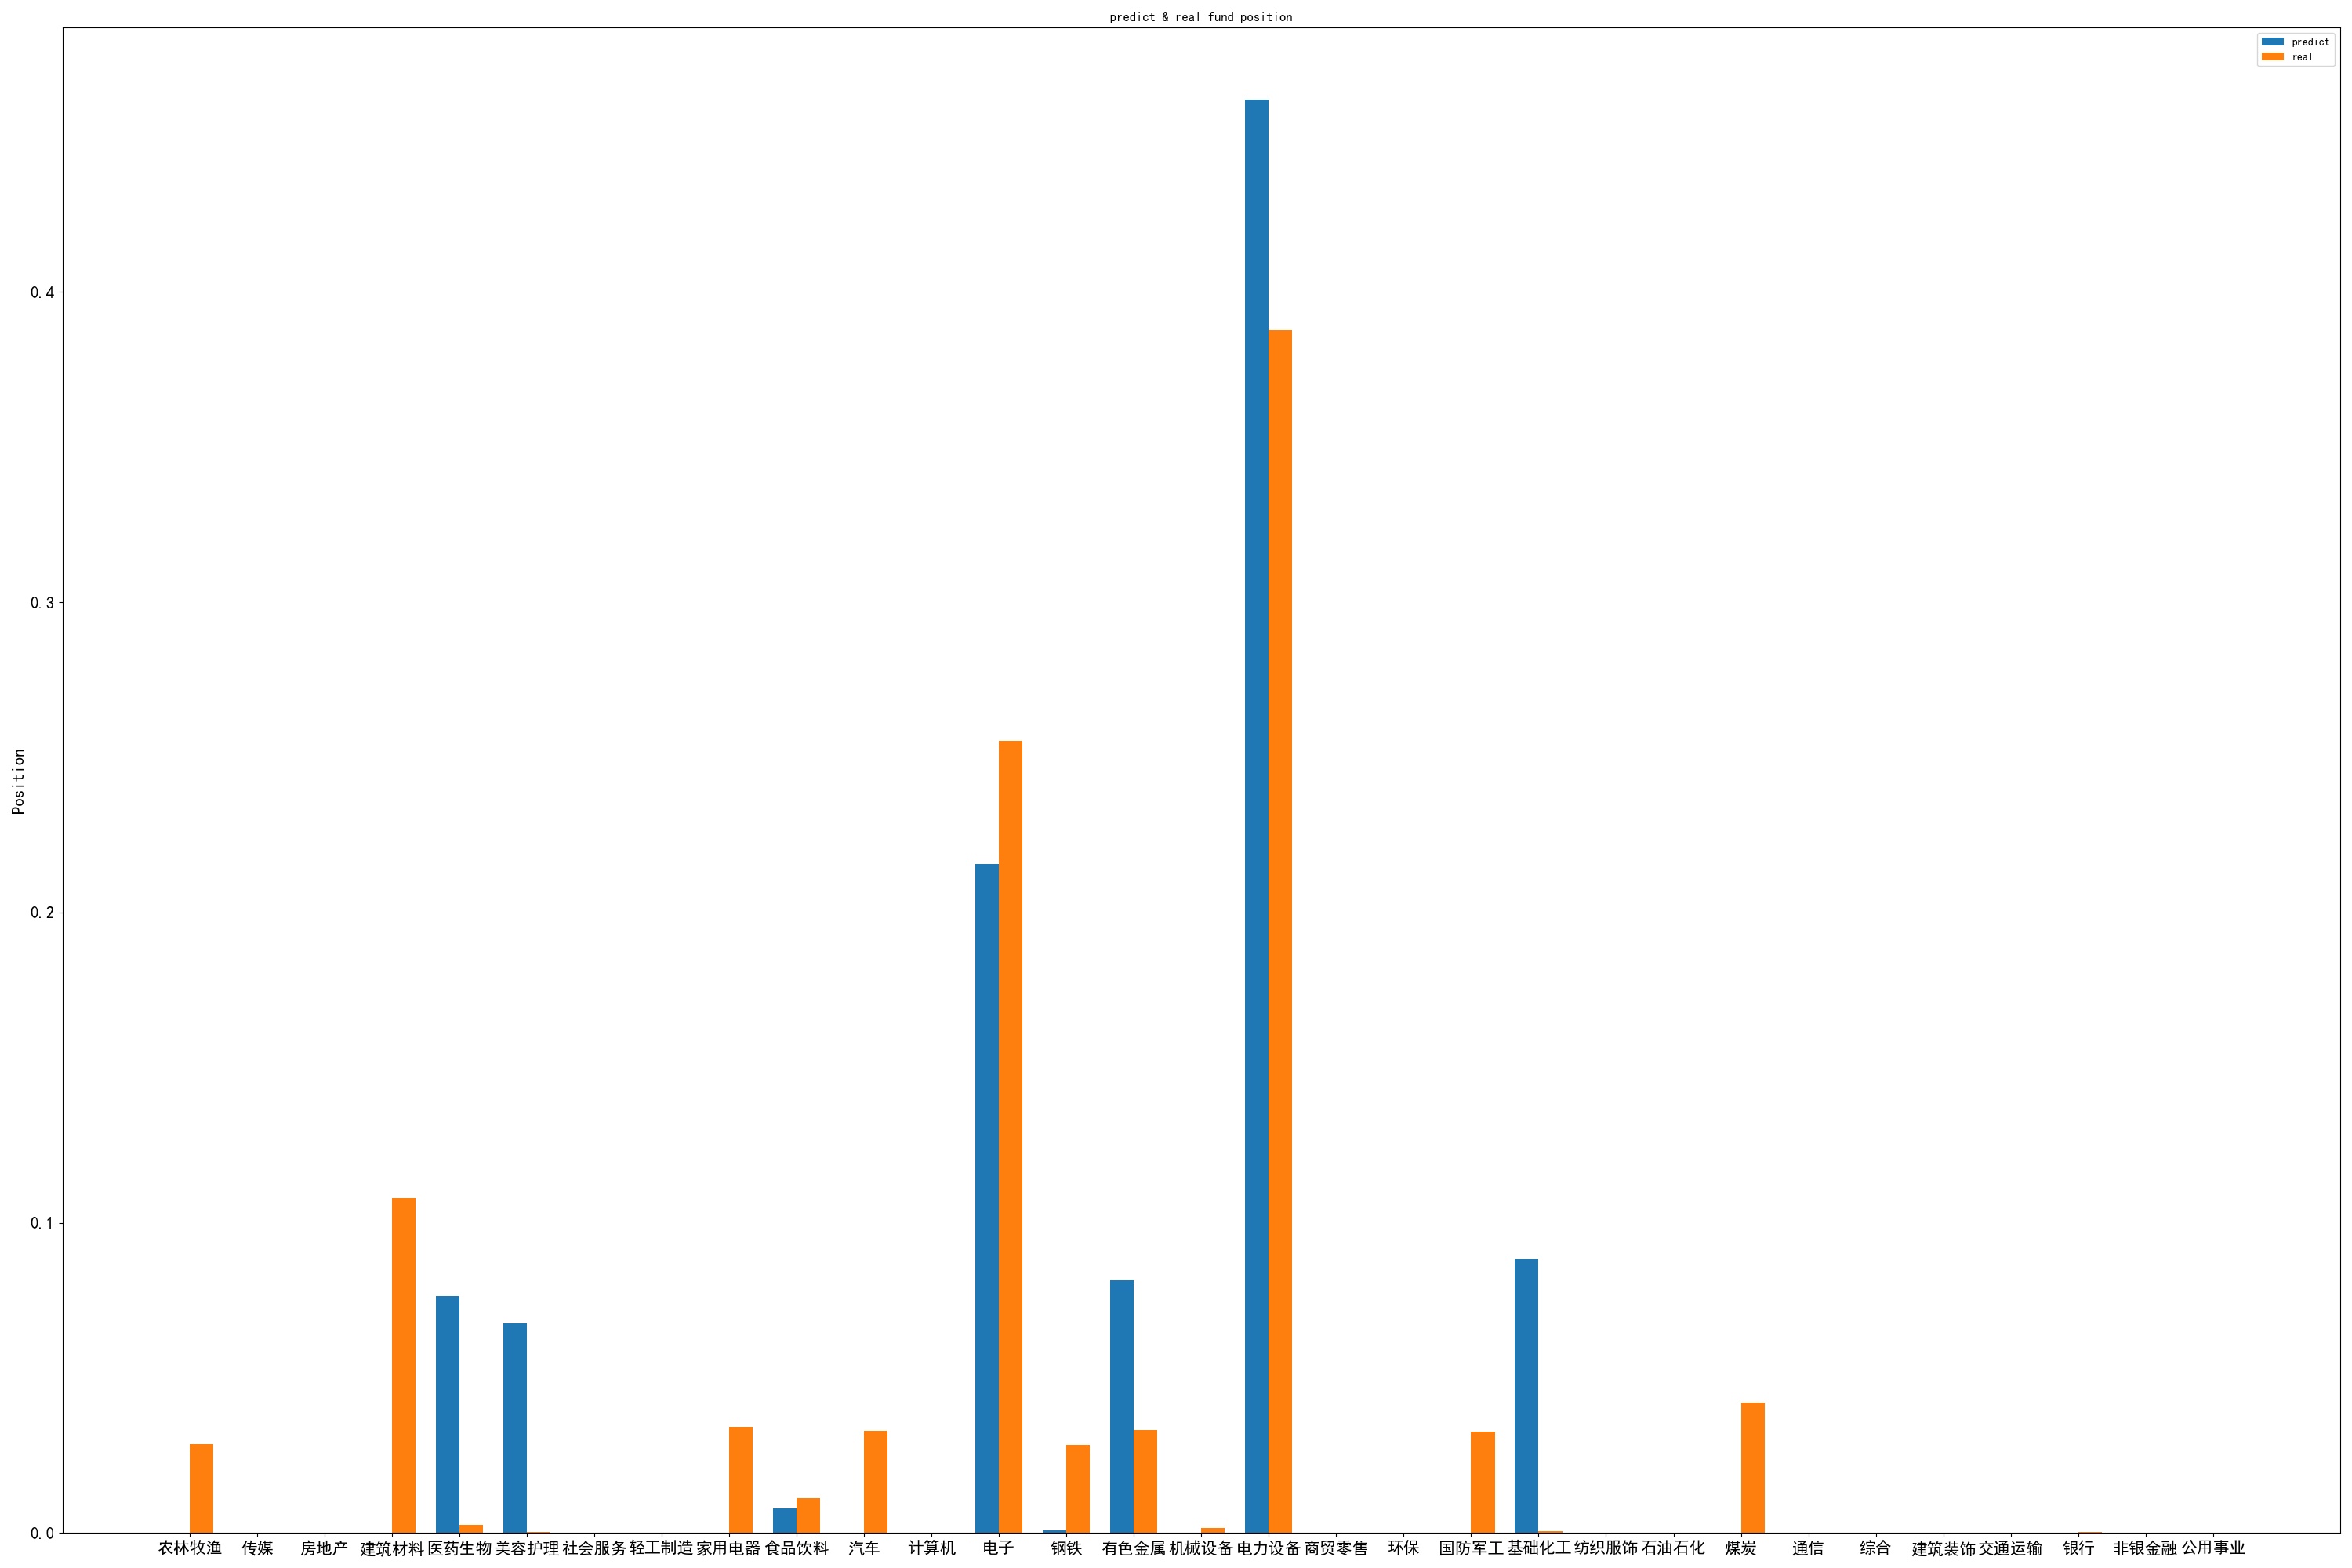 predict & real fund position
predict
real
Position
0.4
0.3
0.2
0.1
0.0
农林牧渔 传媒 房地产 建筑材料 医药生物 美容护理 社会服务 轻工制造 家用电器 食品饮料 汽车 计算机 电子 钢铁 有色金属 机械设备 电力设备 商贸零售 环保 国防军工 基础化工 纺织服饰 石油石化 煤炭 通信 综合 建筑装饰 交通运输 银行 非银金融 公用事业